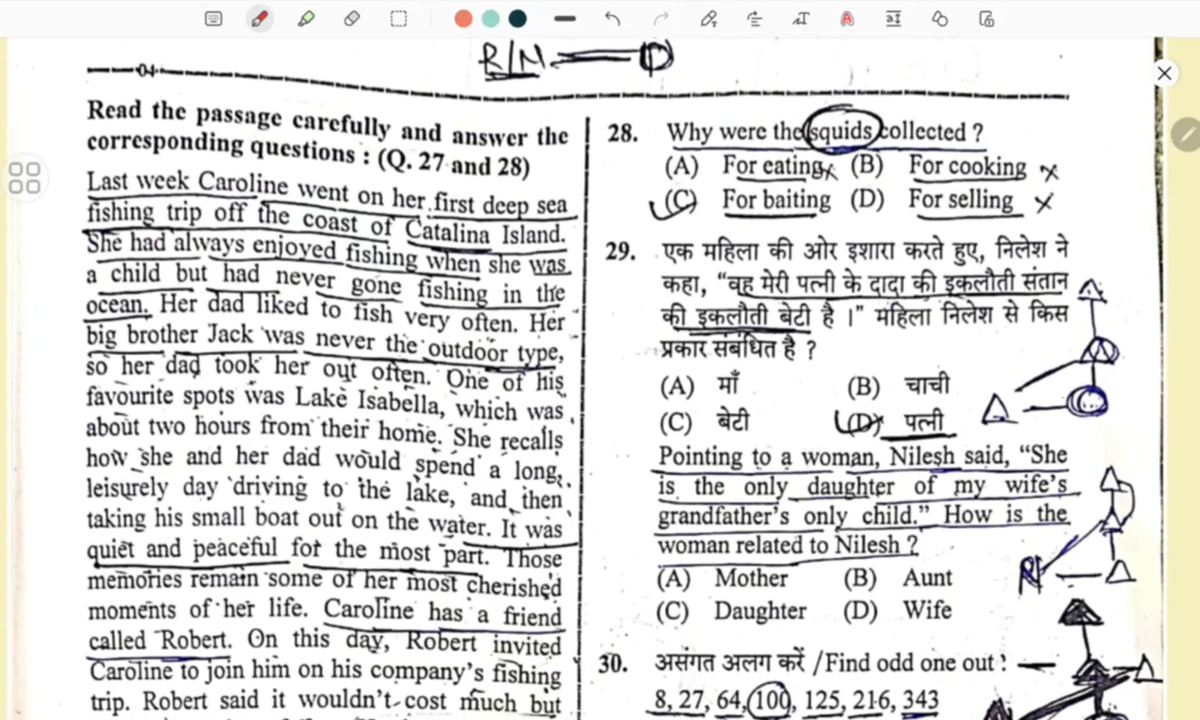 R/N D
04
Read the passage carefully and answer the
corresponding questions : (Q. 27 and 28)
Last week Caroline went on her first deep sea
fishing trip off the coast of Catalina Island.
She had always enjoyed fishing when she was
a child but had never gone fishing in the
ocean. Her dad liked to fish very often. Her
big brother Jack was never the outdoor type,
so her dad took her out often. One of his
favourite spots was Lake Isabella, which was
about two hours from their home. She recalls
how she and her dad would spend a long,
leisurely day driving to the lake, and then
taking his small boat out on the water. It was
quiet and peaceful for the most part. Those
memories remain some of her most cherished
moments of her life. Caroline has a friend
called Robert. On this day, Robert invited
Caroline to join him on his company's fishing
trip. Robert said it wouldn't cost much but
28. Why were the squids collected ?
(A) For eating (B) For cooking
(C) For baiting (D) For selling
29. एक महिला की ओर इशारा करते हुए, निलेश ने
कहा, “वह मेरी पत्नी के दादा की इकलौती संतान
की इकलौती बेटी है ।” महिला निलेश से किस
प्रकार संबंधित है ?
(A) माँ (B) चाची
(C) बेटी (D) पत्नी
Pointing to a woman, Nilesh said, “She
is the only daughter of my wife's
grandfather's only child.” How is the
woman related to Nilesh ?
(A) Mother (B) Aunt
(C) Daughter (D) Wife
30. असंगत अलग करें /Find odd one out :
8, 27, 64, 100, 125, 216, 343